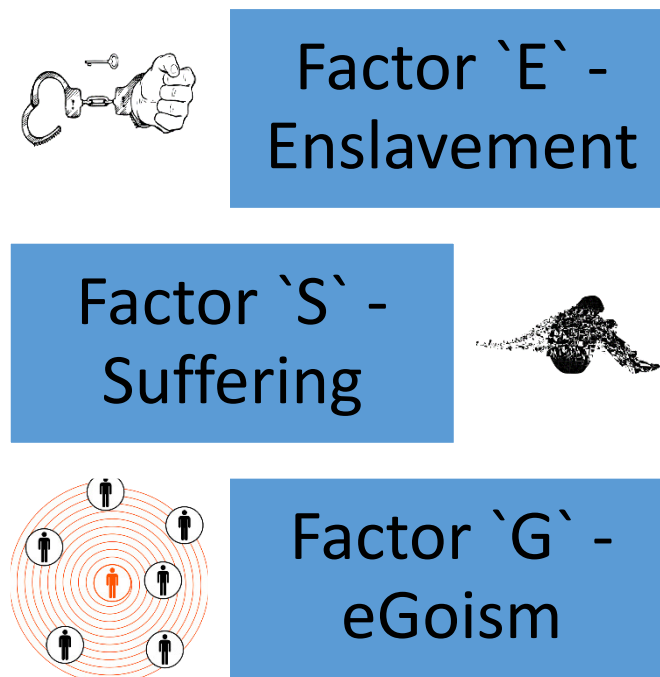 Factor `E` -
Enslavement
Factor `S` -
Suffering
Factor `G` -
eGoism